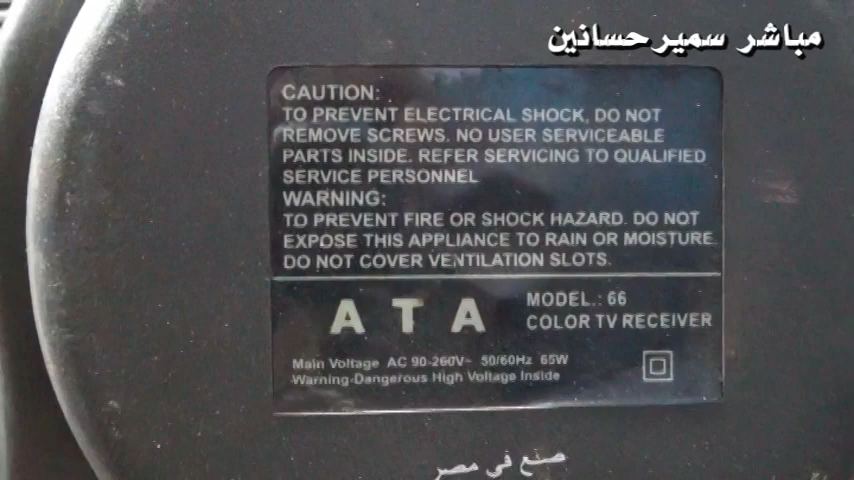 مباشر سمير حسانين
CAUTION:
TO PREVENT ELECTRICAL SHOCK, DO NOT
REMOVE SCREWS. NO USER SERVICEABLE
PARTS INSIDE. REFER SERVICING TO QUALIFIED
SERVICE PERSONNEL
WARNING:
TO PREVENT FIRE OR SHOCK HAZARD. DO NOT
EXPOSE THIS APPLIANCE TO RAIN OR MOISTURE.
DO NOT COVER VENTILATION SLOTS.
ATA
MODEL.: 66
COLOR TV RECEIVER
Main Voltage AC 90-260V~ 50/60Hz 65W
Warning-Dangerous High Voltage Inside
صنع في مصر